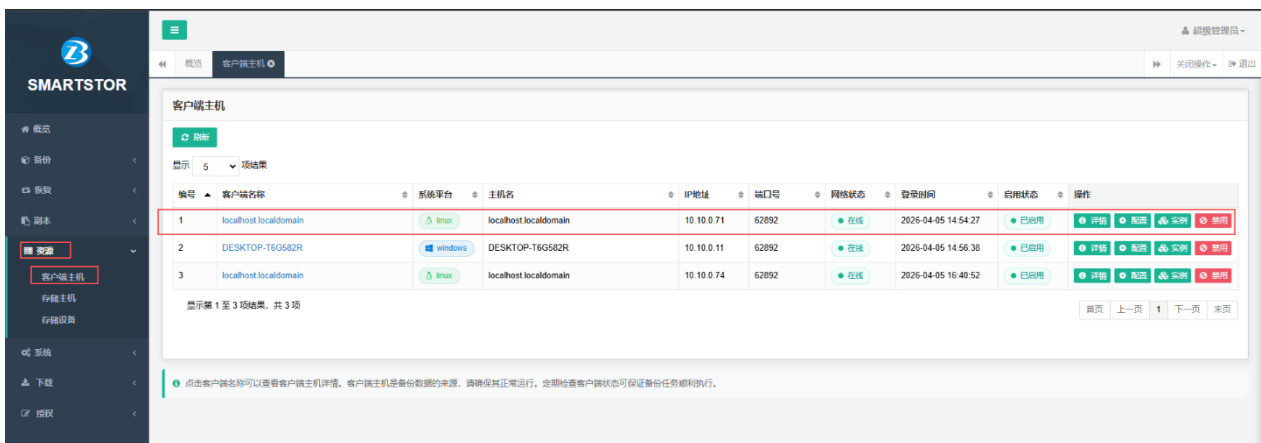 超级管理员
概览 客户端主机 关闭操作 退出
SMARTSTOR
概览
备份
恢复
副本
资源
客户端主机
存储主机
存储设备
系统
下载
授权
客户端主机
刷新
显示 5 项结果
编号 客户端名称 系统平台 主机名 IP地址 端口号 网络状态 登录时间 启用状态 操作
1 localhost.localdomain linux localhost.localdomain 10.10.0.71 62892 在线 2026-04-05 14:54:27 已启用 详情 配置 实例 禁用
2 DESKTOP-T6G582R windows DESKTOP-T6G582R 10.10.0.11 62892 在线 2026-04-05 14:56:38 已启用 详情 配置 实例 禁用
3 localhost.localdomain linux localhost.localdomain 10.10.0.74 62892 在线 2026-04-05 16:40:52 已启用 详情 配置 实例 禁用
显示第 1 至 3 项结果，共 3 项
首页 上一页 1 下一页 末页
点击客户端名称可以查看客户端主机详情。客户端主机是备份数据的来源，请确保其正常运行。定期检查客户端状态可保证备份任务顺利执行。